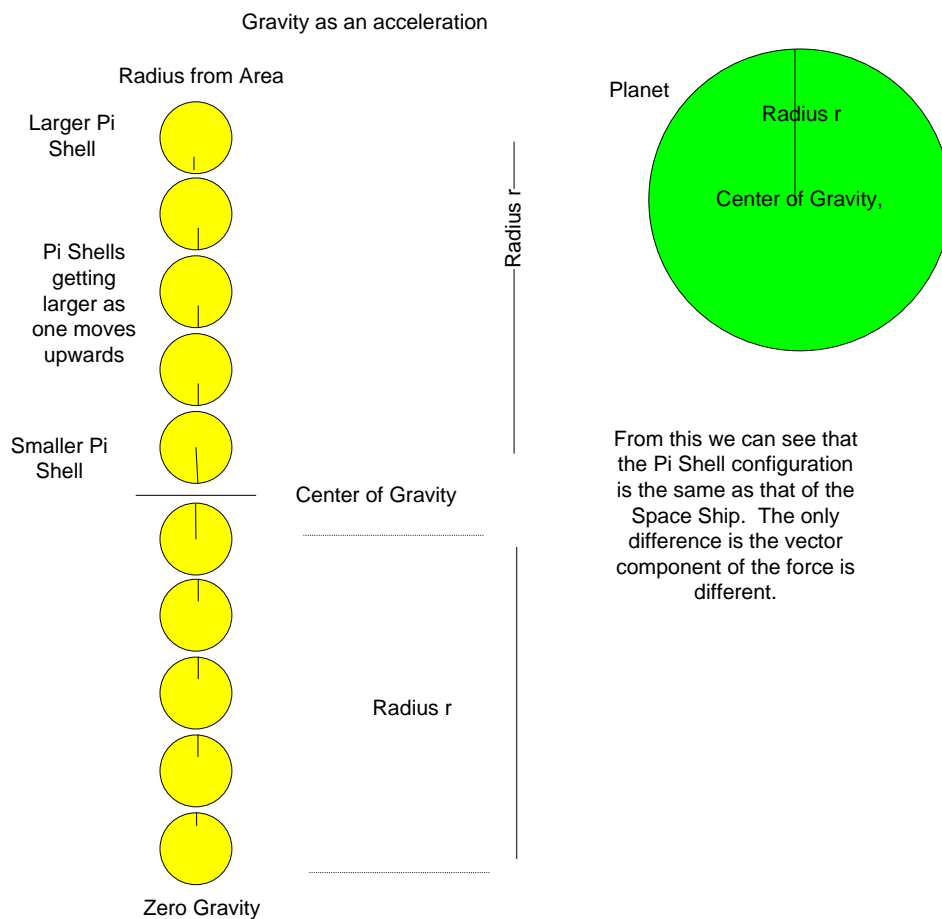 Gravity as an acceleration
Radius from Area
Larger Pi
Shell
Pi Shells
getting
larger as
one moves
upwards
Smaller Pi
Shell
Center of Gravity
Radius r
Radius r
Zero Gravity
Planet
Radius r
Center of Gravity,
From this we can see that
the Pi Shell configuration
is the same as that of the
Space Ship. The only
difference is the vector
component of the force is
different.